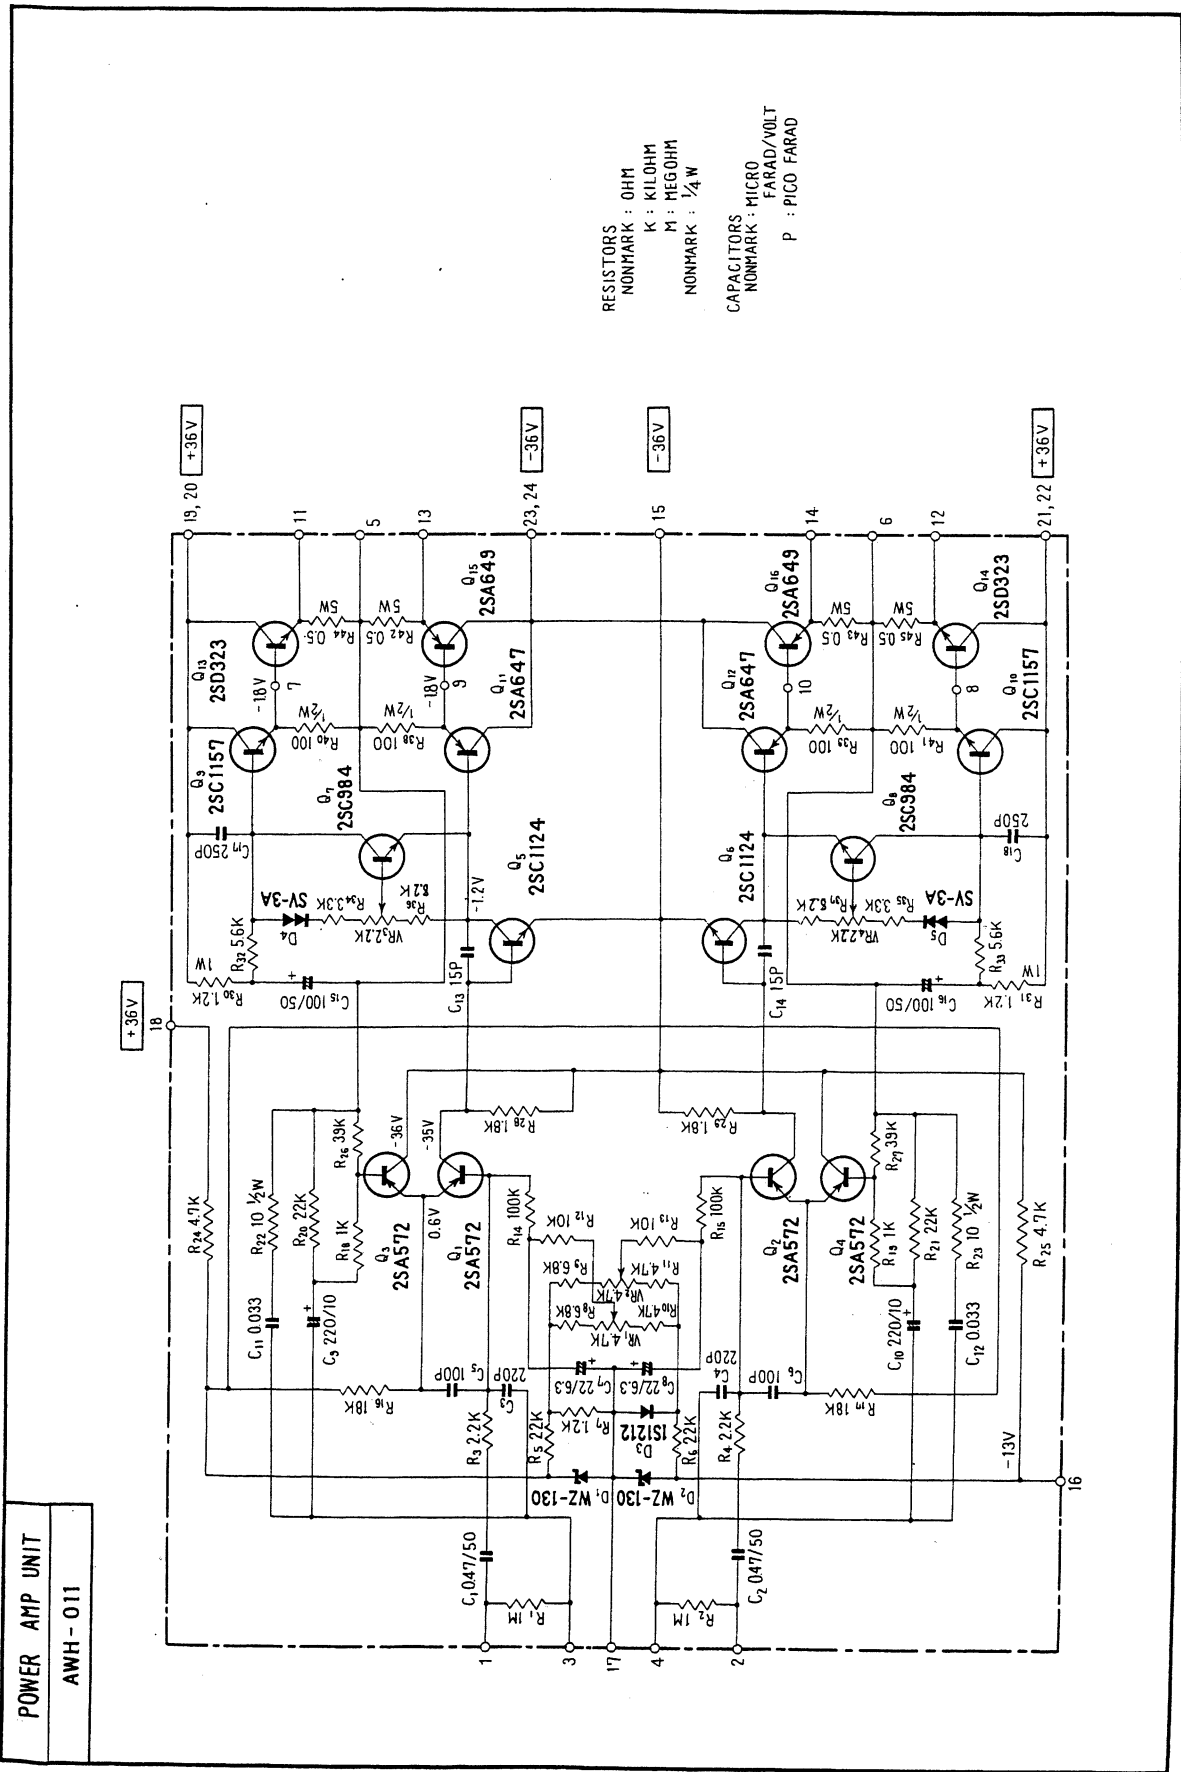 POWER AMP UNIT
AWH - 011
+36V
18
19, 20
+36V
11
5
13
23, 24
-36V
15
-36V
14
6
12
21, 22
+36V
16
1
3
17
4
2
R24 4.7K
R22 10 1/2W
R20 22K
R18 1K
R26 39K
C11 0.033
C9 220/10
R16 18K
C5 100P
C3 220P
R3 2.2K
C1 0.47/50
R1 1M
Q3
2SA572
Q1
2SA572
0.6V
-36V
-35V
R28 1.8K
R14 100K
R12 10K
R13 10K
R15 100K
R9 6.8K
R8 6.8K
VR2 4.7K
VR1 4.7K
R11 4.7K
R10 4.7K
C7 22/6.3
C8 22/6.3
R7 1.2K
D3 1S1212
R5 22K
R6 22K
D1 WZ-130
D2 WZ-130
R29 1.8K
C4 220P
C6 100P
R4 2.2K
C2 0.47/50
R2 1M
R17 18K
Q2
2SA572
Q4
2SA572
R27 39K
R19 1K
R21 22K
R23 10 1/2W
R25 4.7K
C10 220/10
C12 0.033
-13V
R30 1.2K
1W
R32 5.6K
C15 100/50
C17 250P
D4
SV-3A
R34 3.3K
VR3 2.2K
R36
8.2K
C13 15P
-1.2V
Q5
2SC1124
Q7
2SC984
Q9
2SC1157
-1.8V
7
Q13
2SD323
R40 100
1/2W
R38 100
1/2W
R44 0.5
5W
R42 0.5
5W
-1.8V
9
Q11
2SA647
Q15
2SA649
Q6
2SC1124
C14 15P
R37 8.2K
VR4 2.2K
R35 3.3K
D5
SV-3A
R33 5.6K
R31 1.2K
1W
C16 100/50
C18
250P
Q8
2SC984
Q12
2SA647
10
Q16
2SA649
R39 100
1/2W
R41 100
1/2W
R43 0.5
5W
R45 0.5
5W
8
Q10
2SC1157
Q14
2SD323
RESISTORS
NONMARK : OHM
K : KILOHM
M : MEGOHM
NONMARK : 1/4W
CAPACITORS
NONMARK : MICRO
FARAD/VOLT
P : PICO FARAD